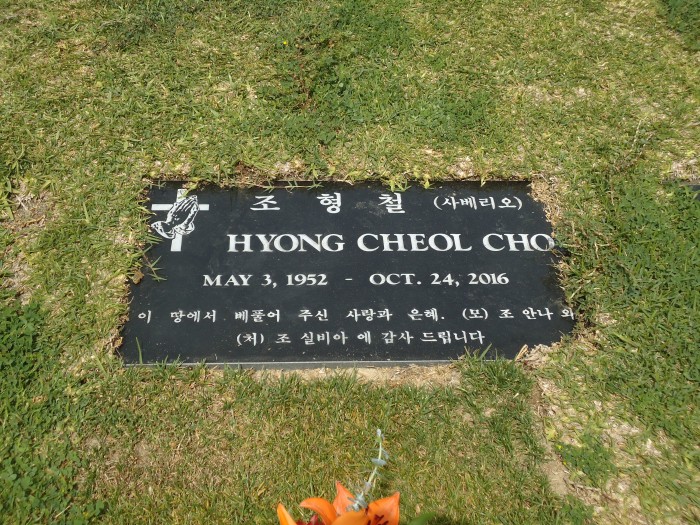 조 형 철 (사베리오)
HYONG CHEOL CHO
MAY 3, 1952 - OCT. 24, 2016
이 땅에서 베풀어 주신 사랑과 은혜. (모) 조 안나 와
(처) 조 실비아 에 감사 드립니다